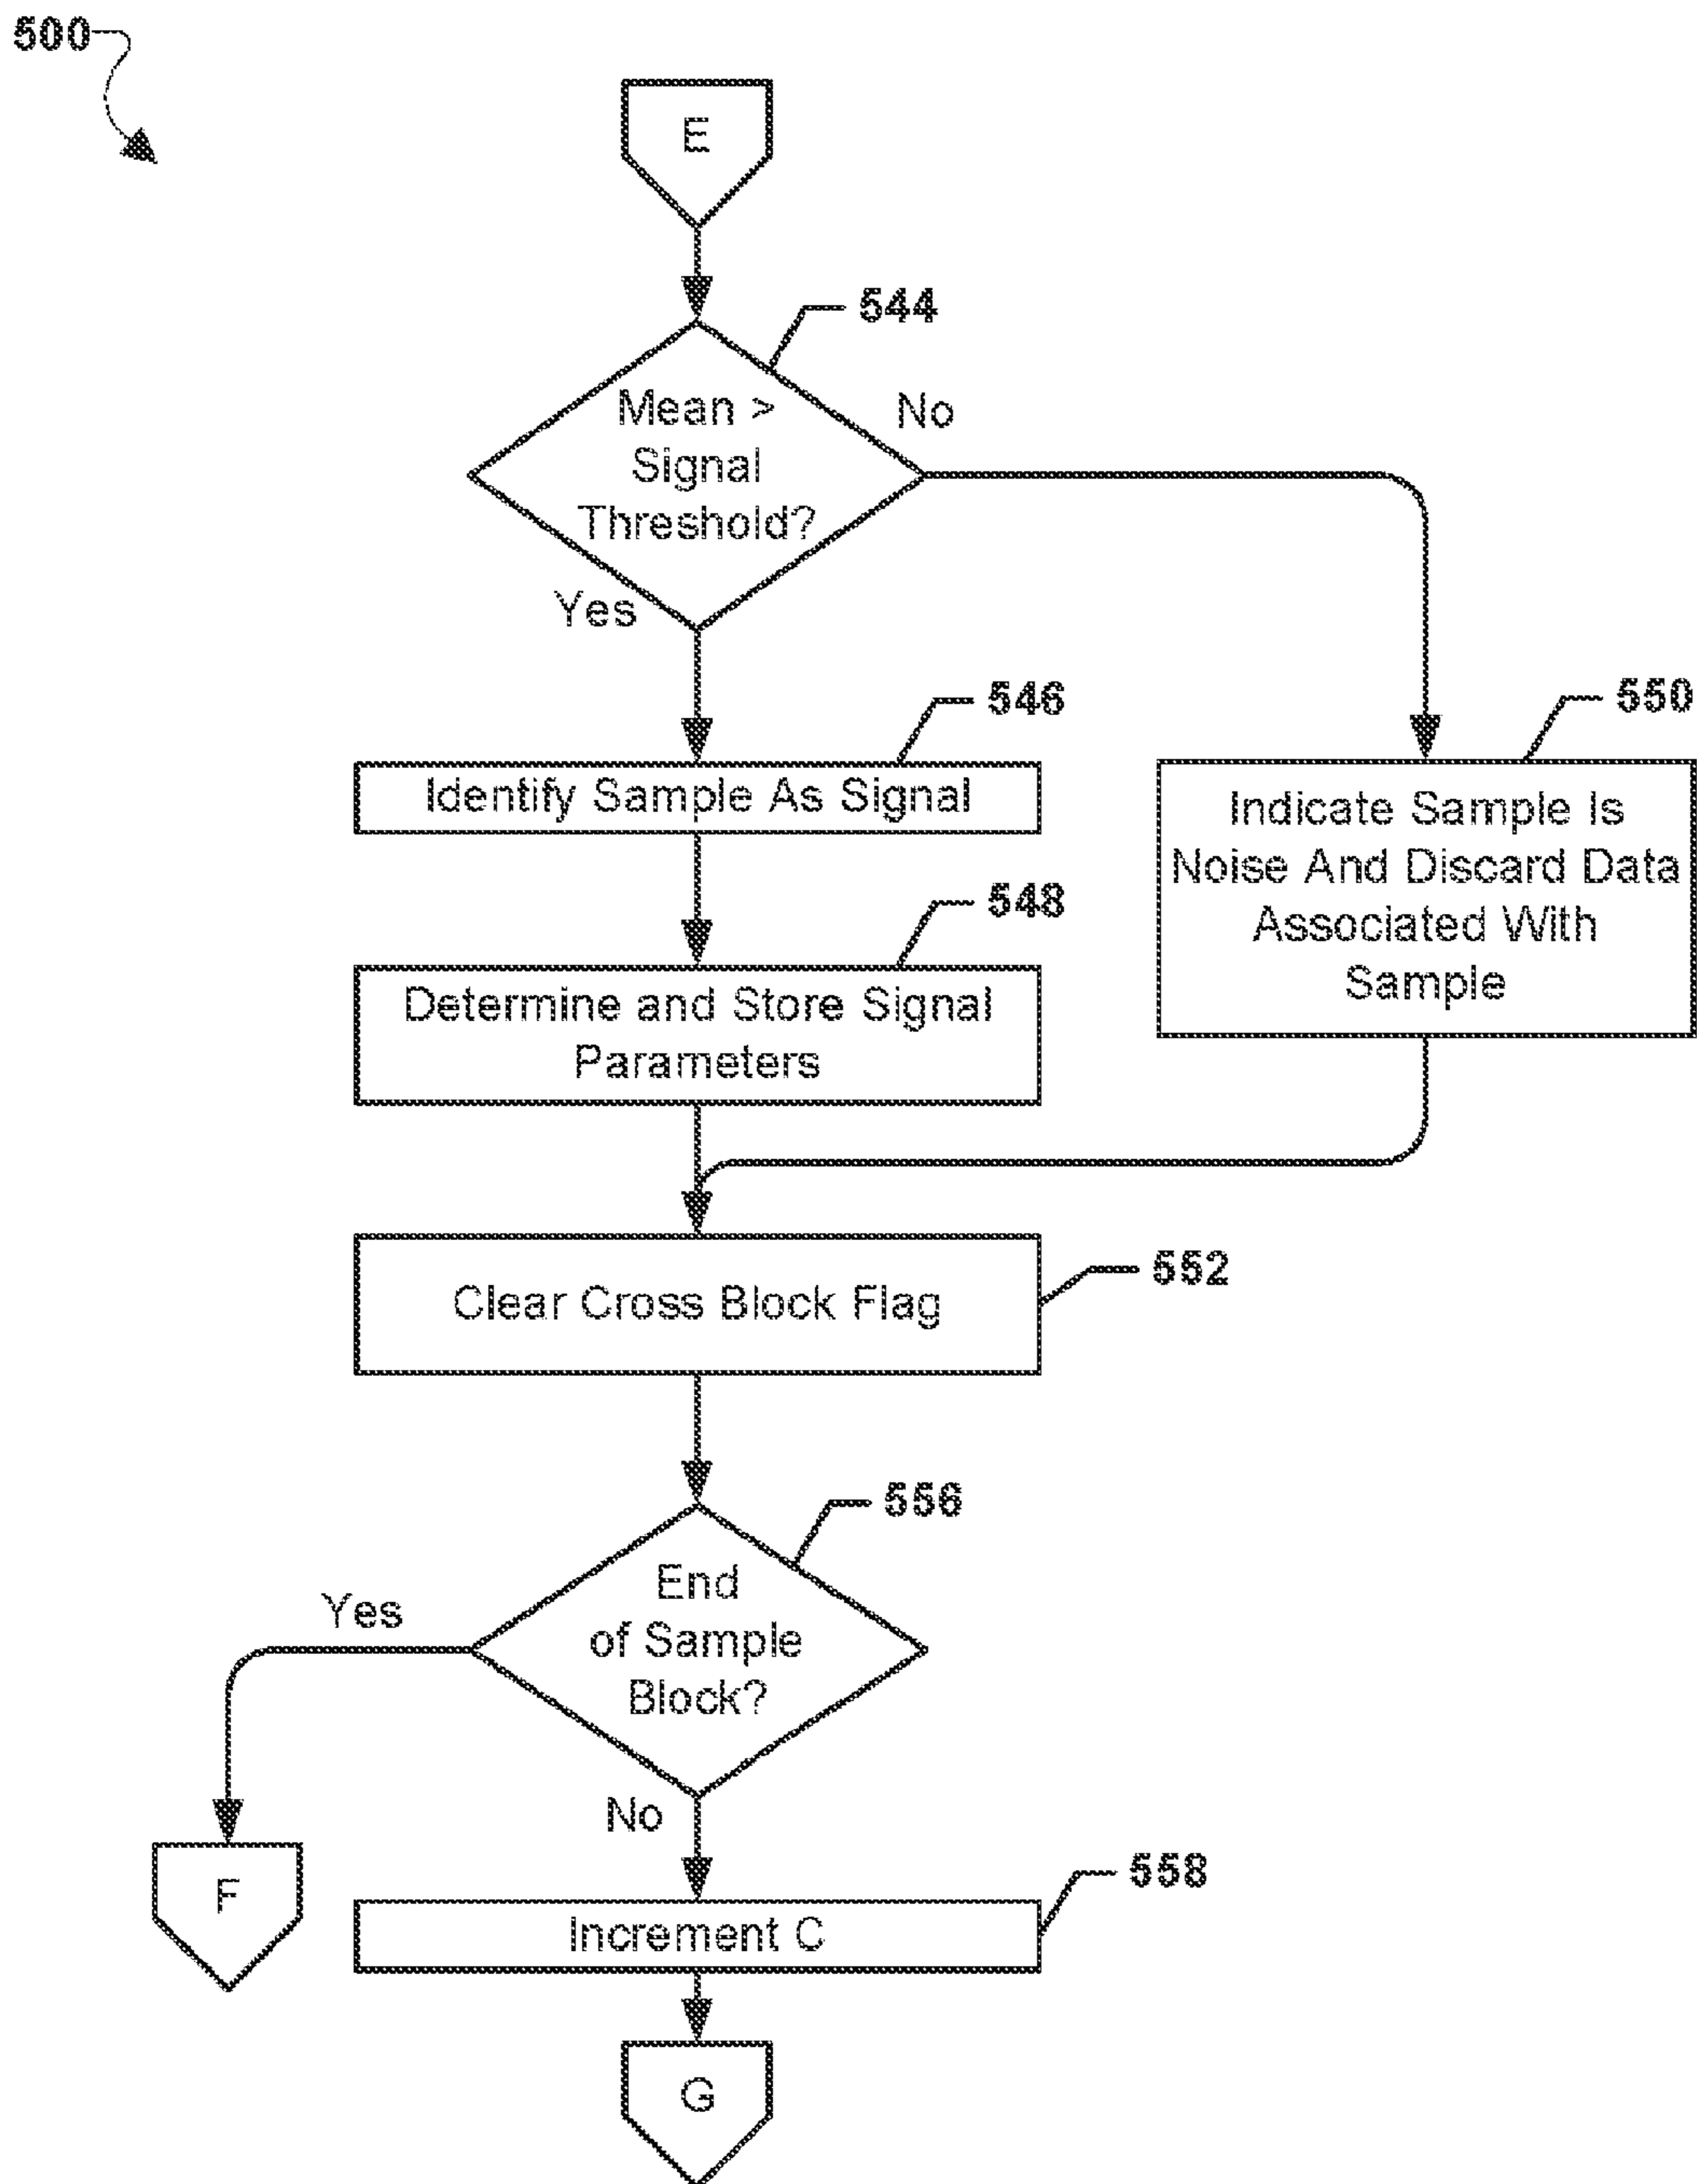 500
E
544
Mean >
Signal
Threshold?
No
Yes
546
Identify Sample As Signal
550
Indicate Sample Is
Noise And Discard Data
Associated With
Sample
548
Determine and Store Signal
Parameters
552
Clear Cross Block Flag
556
End
of Sample
Block?
Yes
No
F
558
Increment C
G